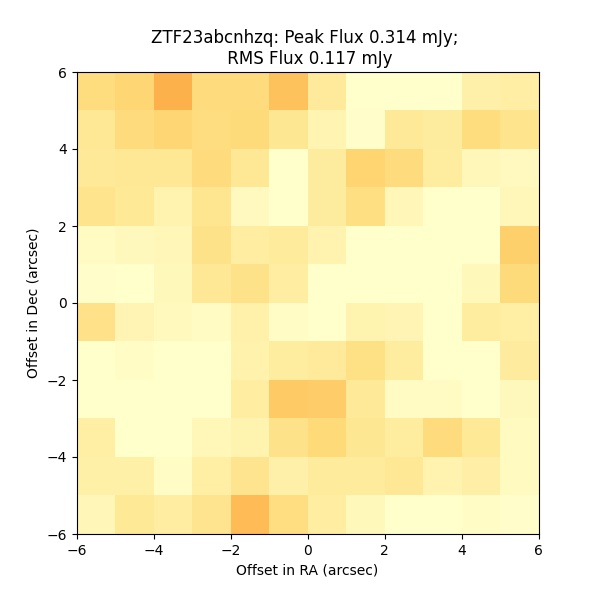 ZTF23abcnhzq: Peak Flux 0.314 mJy;
RMS Flux 0.117 mJy
6
4
2
0
−2
−4
−6
Offset in Dec (arcsec)
−6 −4 −2 0 2 4 6
Offset in RA (arcsec)